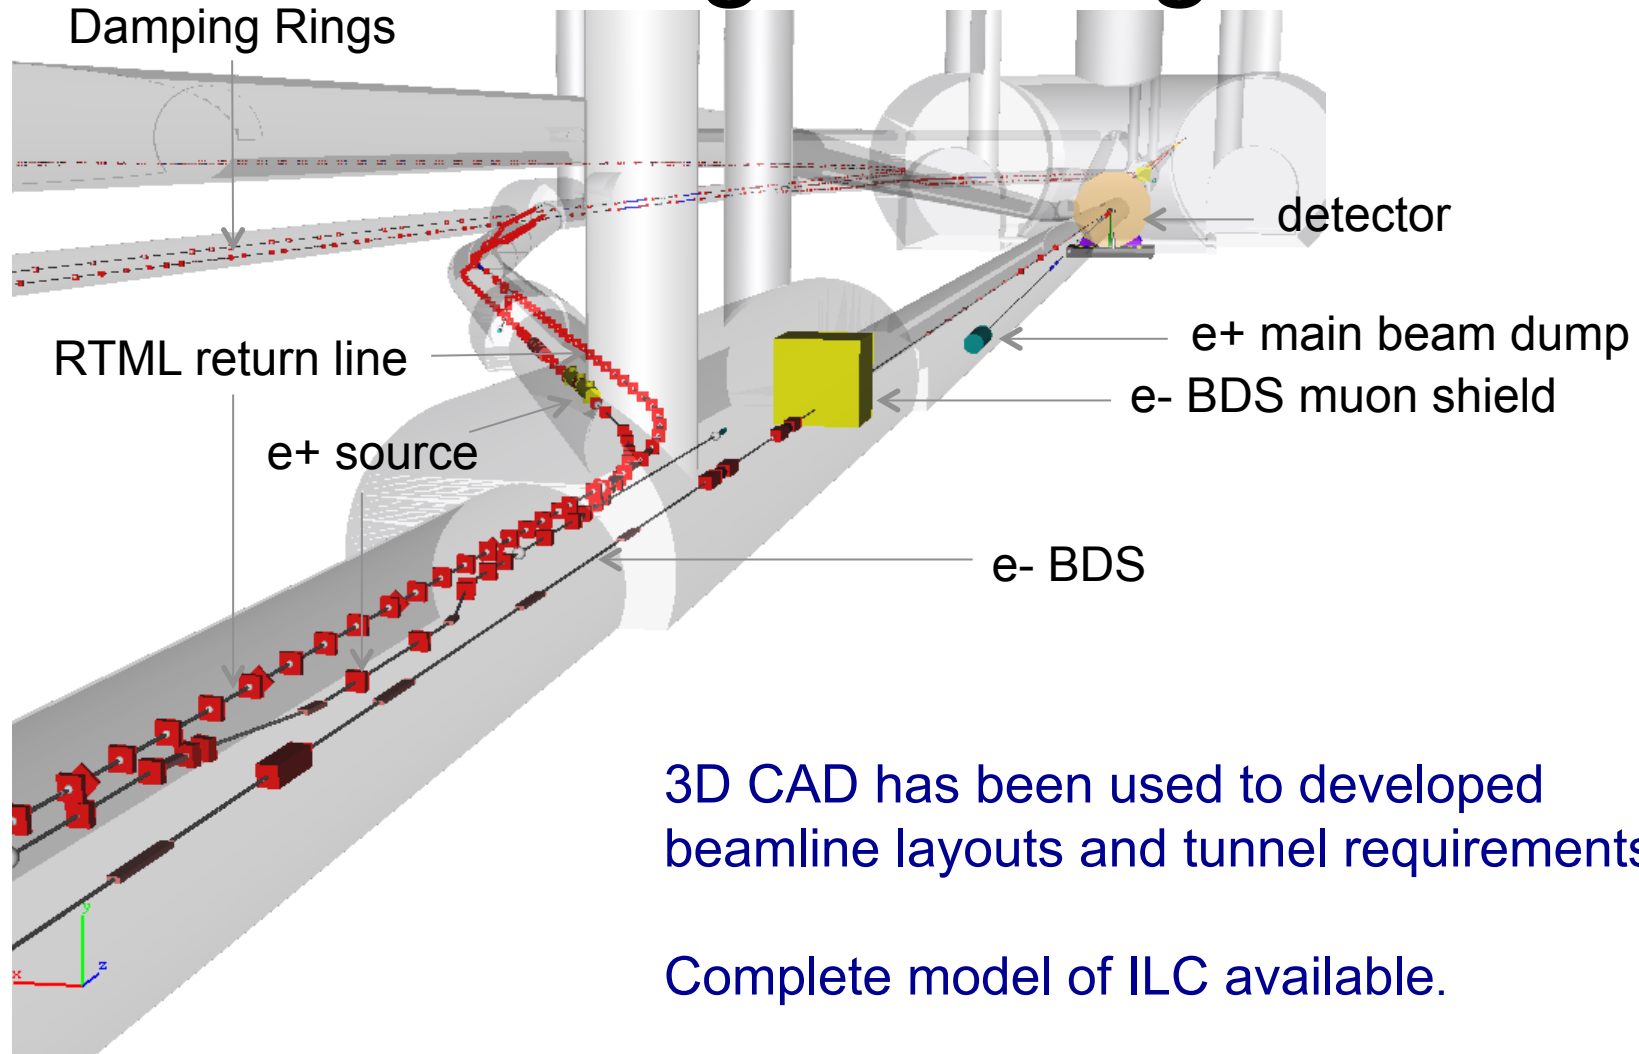 Damping Rings
detector
e+ main beam dump
RTML return line
e- BDS muon shield
e+ source
e- BDS
3D CAD has been used to developed
beamline layouts and tunnel requirements
Complete model of ILC available.
y
z
x